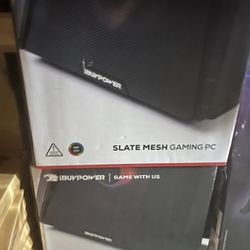 iBUYPOWER
SLATE MESH GAMING PC
iBUYPOWER | GAME WITH US
iBUYPOWER